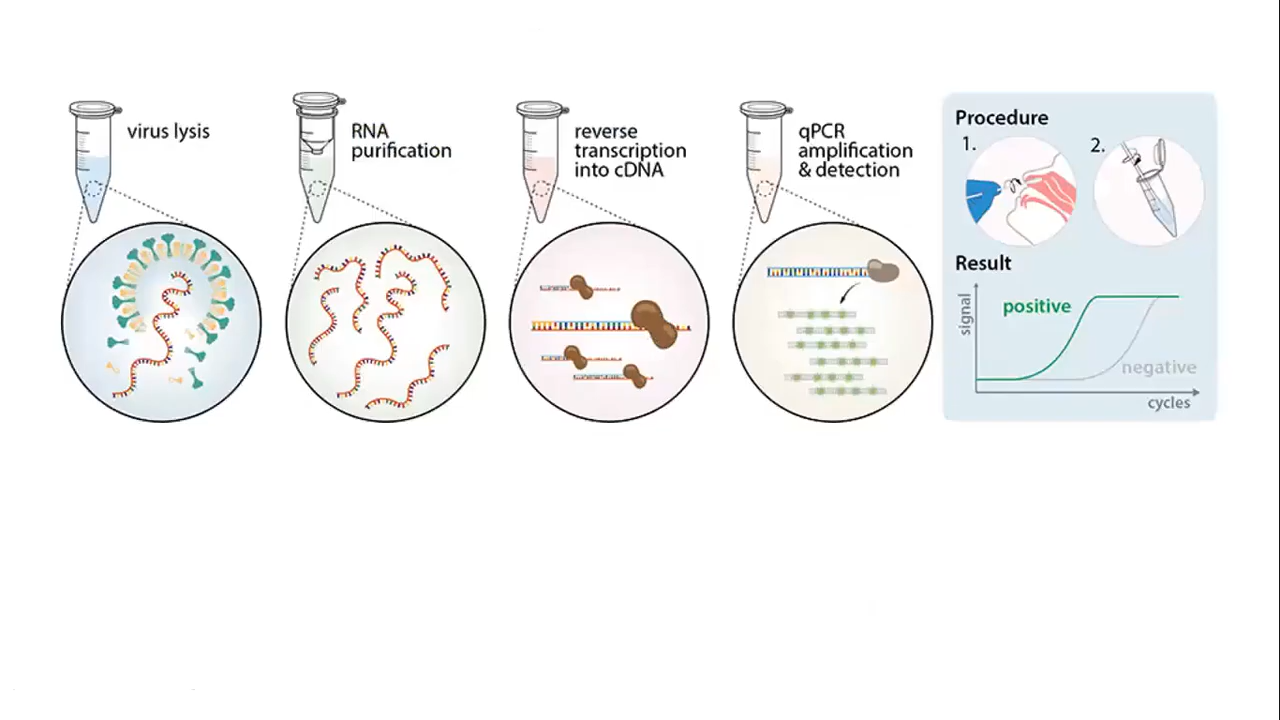 virus lysis
RNA
purification
reverse
transcription
into cDNA
qPCR
amplification
& detection
Procedure
1.
2.
Result
signal
positive
negative
cycles